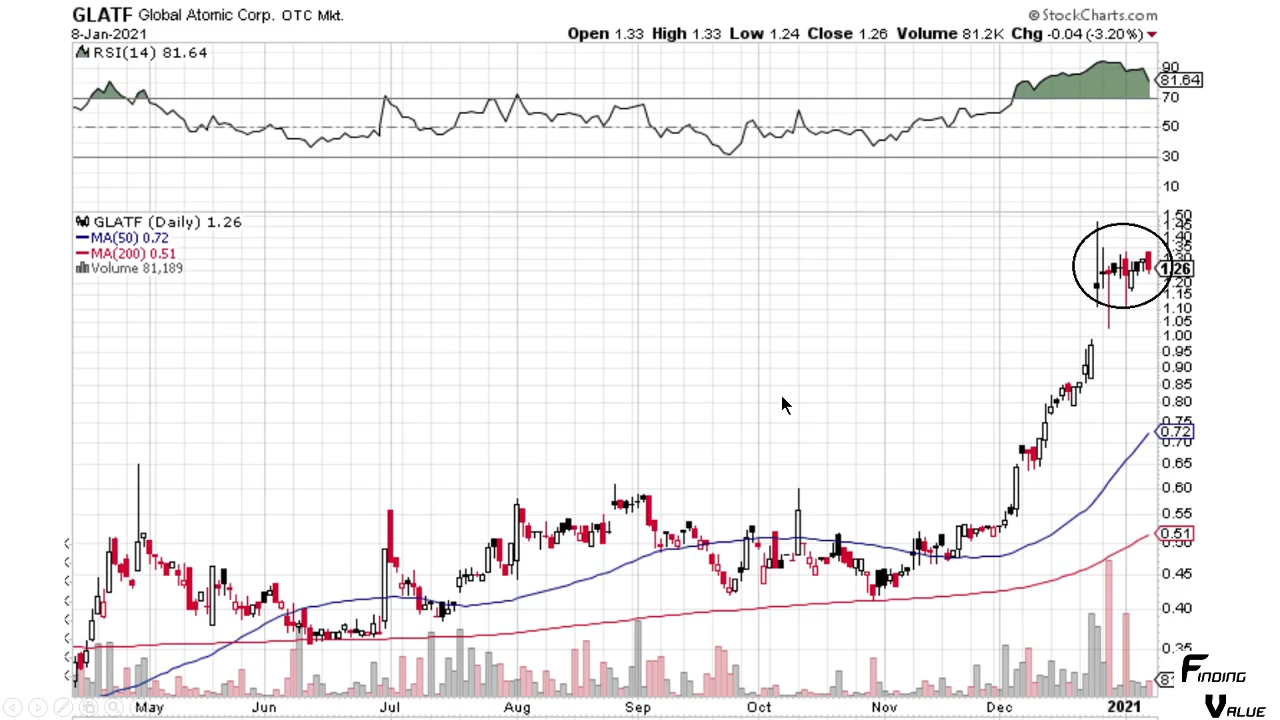 GLATF Global Atomic Corp. OTC Mkt.
© StockCharts.com
8-Jan-2021
Open 1.33 High 1.33 Low 1.24 Close 1.26 Volume 81.2K Chg -0.04 (-3.20%)
RSI(14) 81.64
90
81.64
70
50
30
10
GLATF (Daily) 1.26
MA(50) 0.72
MA(200) 0.51
Volume 81,189
1.50
1.45
1.40
1.35
1.30
1.26
1.20
1.15
1.10
1.05
1.00
0.95
0.90
0.85
0.80
0.75
0.72
0.70
0.65
0.60
0.55
0.51
0.50
0.45
0.40
0.35
May Jun Jul Aug Sep Oct Nov Dec 2021
Finding
Value